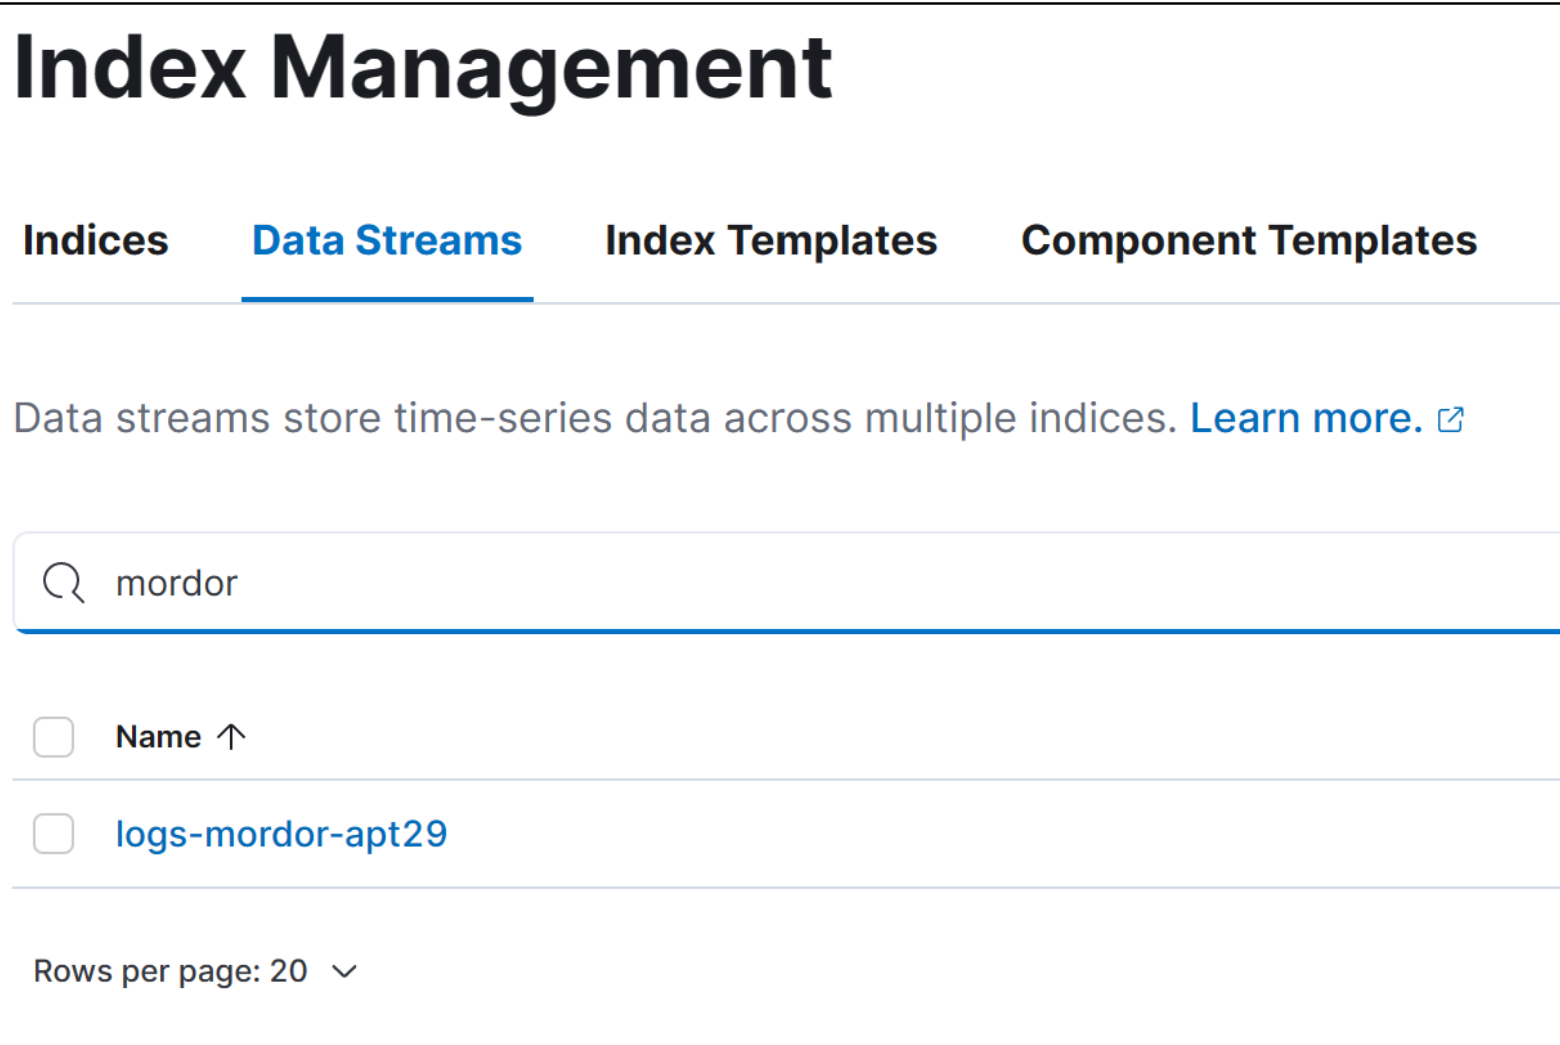 Index Management
Indices Data Streams Index Templates Component Templates
Data streams store time-series data across multiple indices. Learn more.
mordor
Name
logs-mordor-apt29
Rows per page: 20